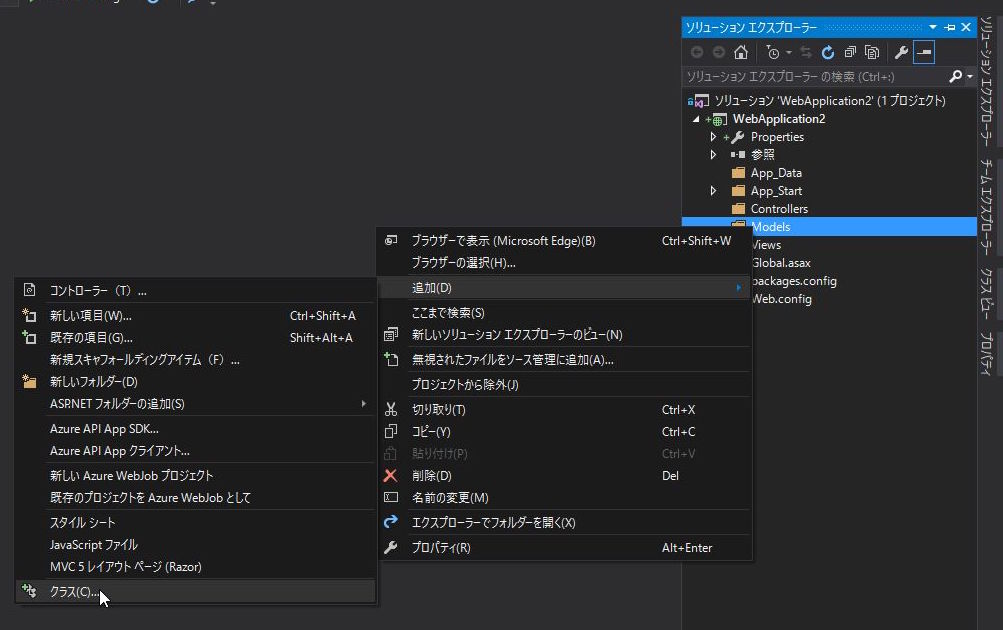 ソリューション エクスプローラー
ソリューション エクスプローラー の検索 (Ctrl+:)
ソリューション 'WebApplication2' (1 プロジェクト)
WebApplication2
Properties
参照
App_Data
App_Start
Controllers
Models
Views
Global.asax
packages.config
Web.config
ブラウザーで表示 (Microsoft Edge)(B) Ctrl+Shift+W
ブラウザーの選択(H)...
追加(D)
ここまで検索(S)
新しいソリューション エクスプローラーのビュー(N)
無視されたファイルをソース管理に追加(A)...
プロジェクトから除外(J)
切り取り(T) Ctrl+X
コピー(Y) Ctrl+C
貼り付け(P) Ctrl+V
削除(D) Del
名前の変更(M)
エクスプローラーでフォルダーを開く(X)
プロパティ(R) Alt+Enter
コントローラー（T）...
新しい項目(W)... Ctrl+Shift+A
既存の項目(G)... Shift+Alt+A
新規スキャフォールディングアイテム（F）...
新しいフォルダー(D)
ASP.NET フォルダーの追加(S)
Azure API App SDK...
Azure API App クライアント...
新しい Azure WebJob プロジェクト
既存のプロジェクトを Azure WebJob として
スタイル シート
JavaScript ファイル
MVC 5 レイアウト ページ (Razor)
クラス(C)...
ソリューション エクスプローラー
チーム エクスプローラー
クラス ビュー
プロパティ